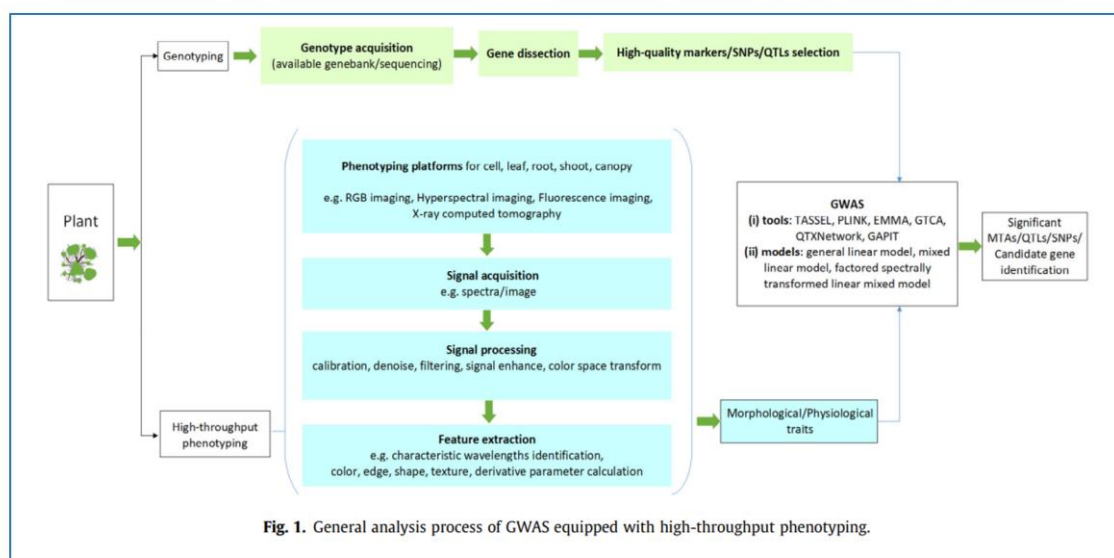 Plant
Genotyping
Genotype acquisition
(available genebank/sequencing)
Gene dissection
High-quality markers/SNPs/QTLs selection
Phenotyping platforms for cell, leaf, root, shoot, canopy
e.g. RGB imaging, Hyperspectral imaging, Fluorescence imaging,
X-ray computed tomography
Signal acquisition
e.g. spectra/image
Signal processing
calibration, denoise, filtering, signal enhance, color space transform
Feature extraction
e.g. characteristic wavelengths identification,
color, edge, shape, texture, derivative parameter calculation
High-throughput
phenotyping
Morphological/Physiological
traits
GWAS
(i) tools: TASSEL, PLINK, EMMA, GTCA,
QTXNetwork, GAPIT
(ii) models: general linear model, mixed
linear model, factored spectrally
transformed linear mixed model
Significant
MTAs/QTLs/SNPs/
Candidate gene
identification
Fig. 1. General analysis process of GWAS equipped with high-throughput phenotyping.